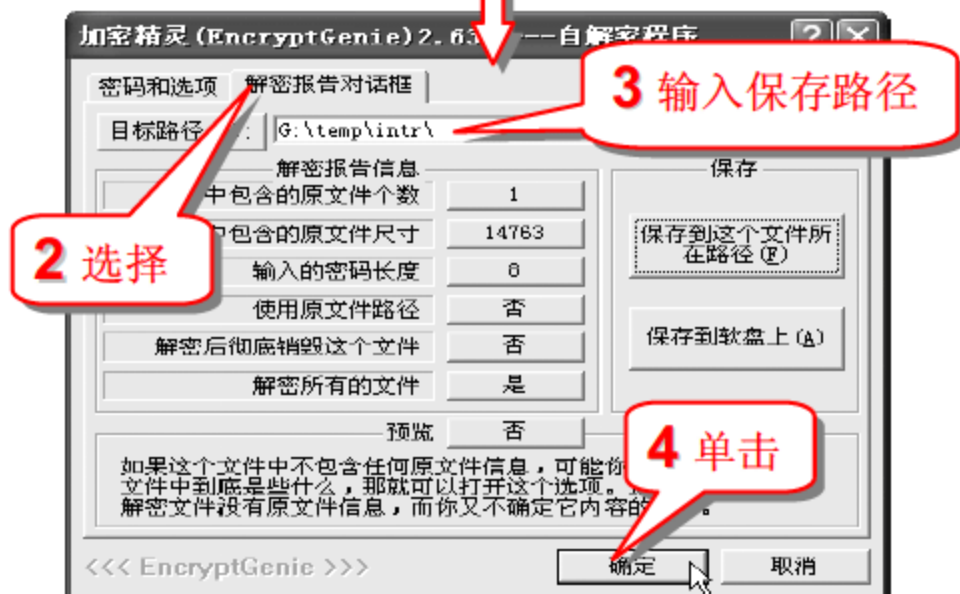 加密精灵(EncryptGenie)2.63 --自解密程序
密码和选项 解密报告对话框
3 输入保存路径
目标路径 : G:\temp\intr\
解密报告信息 保存
中包含的原文件个数 1
中包含的原文件尺寸 14763
2 选择
输入的密码长度 8
使用原文件路径 否
解密后彻底销毁这个文件 否
解密所有的文件 是
保存到这个文件所
在路径(F)
保存到软盘上(A)
预览 否
4 单击
如果这个文件中不包含任何原文件信息，可能你
文件中到底是些什么，那就可以打开这个选项。
解密文件没有原文件信息，而你又不确定它内容的 。
<<< EncryptGenie >>> 确定 取消